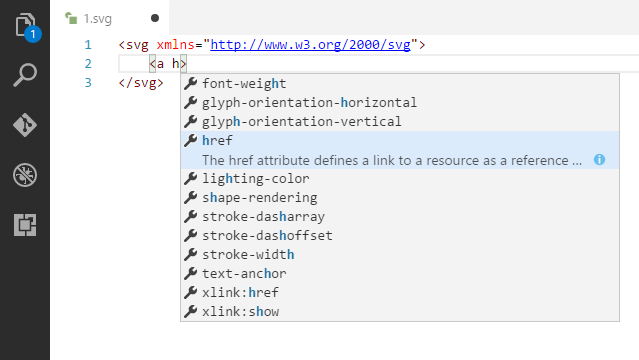 1.svg
1
1 <svg xmlns="http://www.w3.org/2000/svg">
2 <a h>
3 </svg>
font-weight
glyph-orientation-horizontal
glyph-orientation-vertical
href
The href attribute defines a link to a resource as a reference ...
lighting-color
shape-rendering
stroke-dasharray
stroke-dashoffset
stroke-width
text-anchor
xlink:href
xlink:show